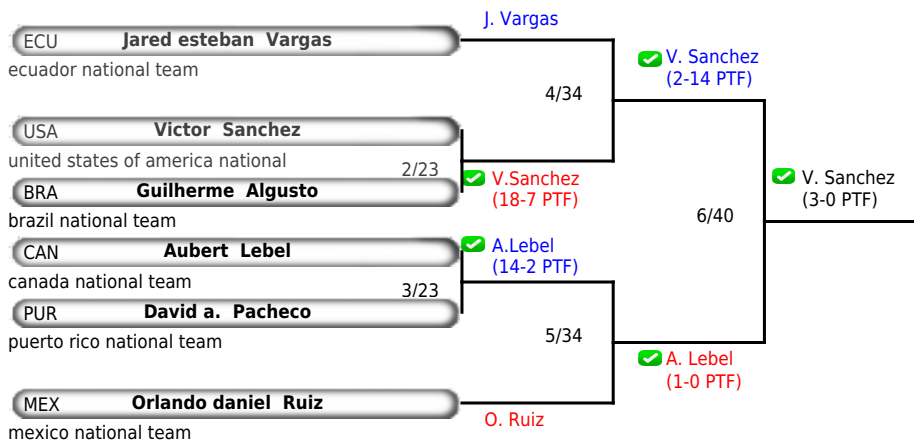 J. Vargas
ECU Jared esteban Vargas
ecuador national team
V. Sanchez
(2-14 PTF)
4/34
USA Victor Sanchez
united states of america national
2/23
V.Sanchez
(18-7 PTF)
BRA Guilherme Algusto
brazil national team
V. Sanchez
(3-0 PTF)
6/40
CAN Aubert Lebel
canada national team
A.Lebel
(14-2 PTF)
3/23
PUR David a. Pacheco
puerto rico national team
5/34
A. Lebel
(1-0 PTF)
MEX Orlando daniel Ruiz
mexico national team
O. Ruiz